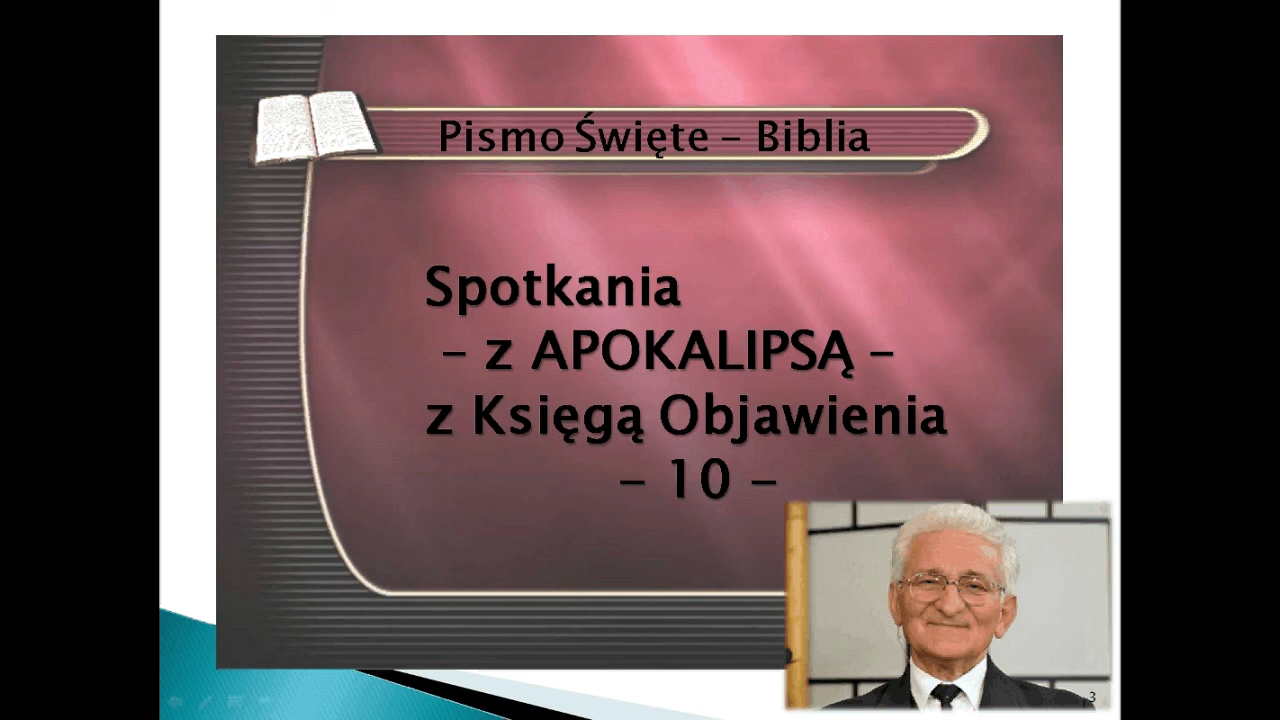 Pismo Święte – Biblia
Spotkania
– z APOKALIPSĄ –
z Księgą Objawienia
– 10 –
3